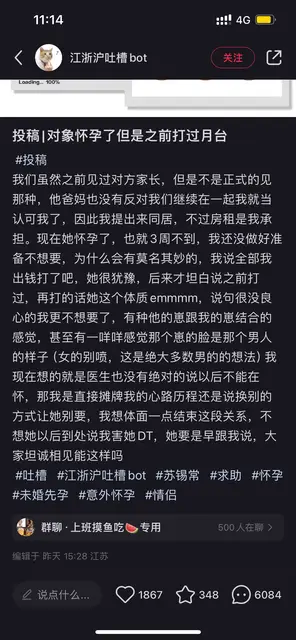 11:14
4G
江浙沪吐槽bot
关注
Loading... 100%
投稿|对象怀孕了但是之前打过月台
#投稿
我们虽然之前见过对方家长，但是不是正式的见
那种，他爸妈也没有反对我们继续在一起我就当
认可我了，因此我提出来同居，不过房租是我承
担。现在她怀孕了，也就3周不到，我还没做好准
备不想要，为什么会有莫名其妙的，我说全部我
出钱打了吧，她很犹豫，后来才坦白说之前打
过，再打的话她这个体质emmmm，说句很没良
心的我更不想要了，有种他的崽跟我的崽结合的
感觉，甚至有一咩咩感觉那个崽的脸是那个男人
的样子（女的别喷，这是绝大多数男的的想法）我
现在想的就是医生也没有绝对的说以后不能在
怀，那我是直接摊牌我的心路历程还是说换别的
方式让她别要，我想体面一点结束这段关系，不
想她以后到处说我害她DT，她要是早跟我说，大
家坦诚相见能这样吗
#吐槽 #江浙沪吐槽bot #苏锡常 #求助 #怀孕
#未婚先孕 #意外怀孕 #情侣
群聊·上班摸鱼吃🍉专用
500人在聊
编辑于 昨天 15:28 江苏
说点什么...
1867
348
6084